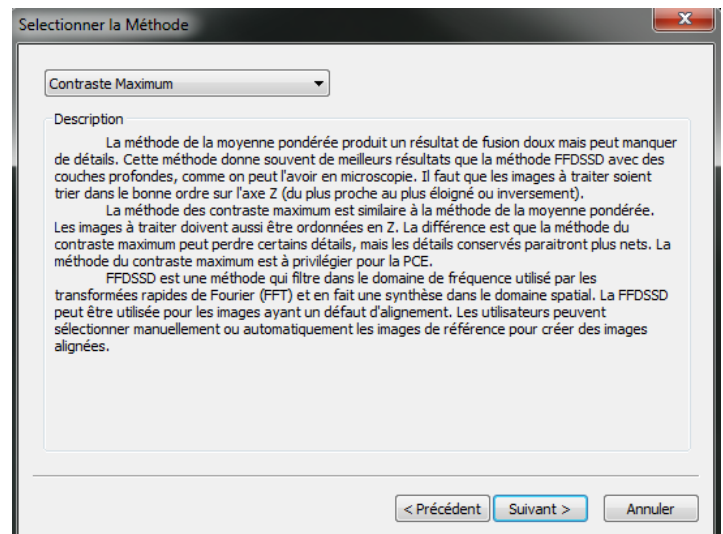 Selectionner la Méthode
Contraste Maximum
Description
La méthode de la moyenne pondérée produit un résultat de fusion doux mais peut manquer
de détails. Cette méthode donne souvent de meilleurs résultats que la méthode FFDSSD avec des
couches profondes, comme on peut l'avoir en microscopie. Il faut que les images à traiter soient
trier dans le bonne ordre sur l'axe Z (du plus proche au plus éloigné ou inversement).
La méthode des contraste maximum est similaire à la méthode de la moyenne pondérée.
Les images à traiter doivent aussi être ordonnées en Z. La différence est que la méthode du
contraste maximum peut perdre certains détails, mais les détails conservés paraitront plus nets. La
méthode du contraste maximum est à privilégier pour la PCE.
FFDSSD est une méthode qui filtre dans le domaine de fréquence utilisé par les
transformées rapides de Fourier (FFT) et en fait une synthèse dans le domaine spatial. La FFDSSD
peut être utilisée pour les images ayant un défaut d'alignement. Les utilisateurs peuvent
sélectionner manuellement ou automatiquement les images de référence pour créer des images
alignées.
< Précédent Suivant > Annuler